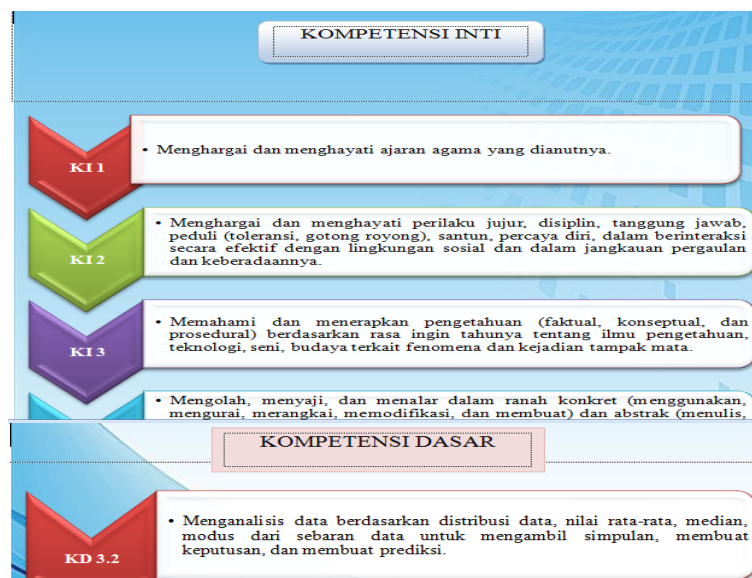 KOMPETENSI INTI
KI 1
• Menghargai dan menghayati ajaran agama yang dianutnya.
KI 2
• Menghargai dan menghayati perilaku jujur, disiplin, tanggung jawab,
peduli (toleransi, gotong royong), santun, percaya diri, dalam berinteraksi
secara efektif dengan lingkungan sosial dan dalam jangkauan pergaulan
dan keberadaannya.
KI 3
• Memahami dan menerapkan pengetahuan (faktual, konseptual, dan
prosedural) berdasarkan rasa ingin tahunya tentang ilmu pengetahuan,
teknologi, seni, budaya terkait fenomena dan kejadian tampak mata.
• Mengolah, menyaji, dan menalar dalam ranah konkret (menggunakan,
mengurai, merangkai, memodifikasi, dan membuat) dan abstrak (menulis,
KOMPETENSI DASAR
KD 3.2
• Menganalisis data berdasarkan distribusi data, nilai rata-rata, median,
modus dari sebaran data untuk mengambil simpulan, membuat
keputusan, dan membuat prediksi.